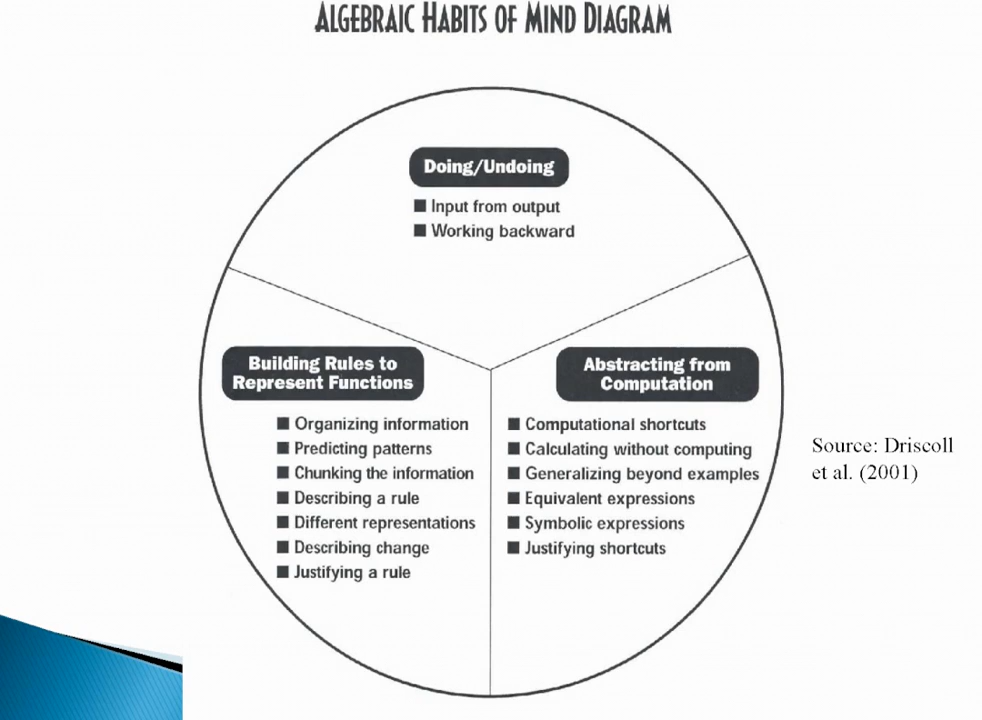 ALGEBRAIC HABITS OF MIND DIAGRAM
Doing/Undoing
■ Input from output
■ Working backward
Building Rules to
Represent Functions
■ Organizing information
■ Predicting patterns
■ Chunking the information
■ Describing a rule
■ Different representations
■ Describing change
■ Justifying a rule
Abstracting from
Computation
■ Computational shortcuts
■ Calculating without computing
■ Generalizing beyond examples
■ Equivalent expressions
■ Symbolic expressions
■ Justifying shortcuts
Source: Driscoll
et al. (2001)